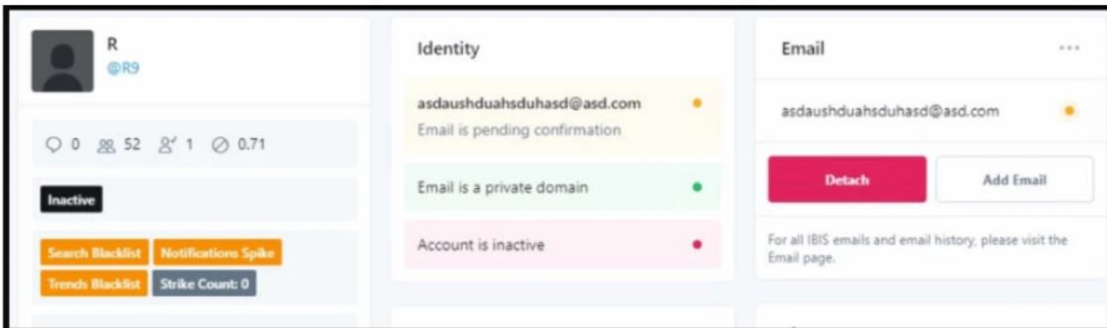 R
@R9
0 52 1 0.71
Inactive
Search Blacklist Notifications Spike
Trends Blacklist Strike Count: 0
Identity
asdaushduahsduhasd@asd.com
Email is pending confirmation
Email is a private domain
Account is inactive
Email
asdaushduahsduhasd@asd.com
Detach Add Email
For all IBIS emails and email history, please visit the
Email page.